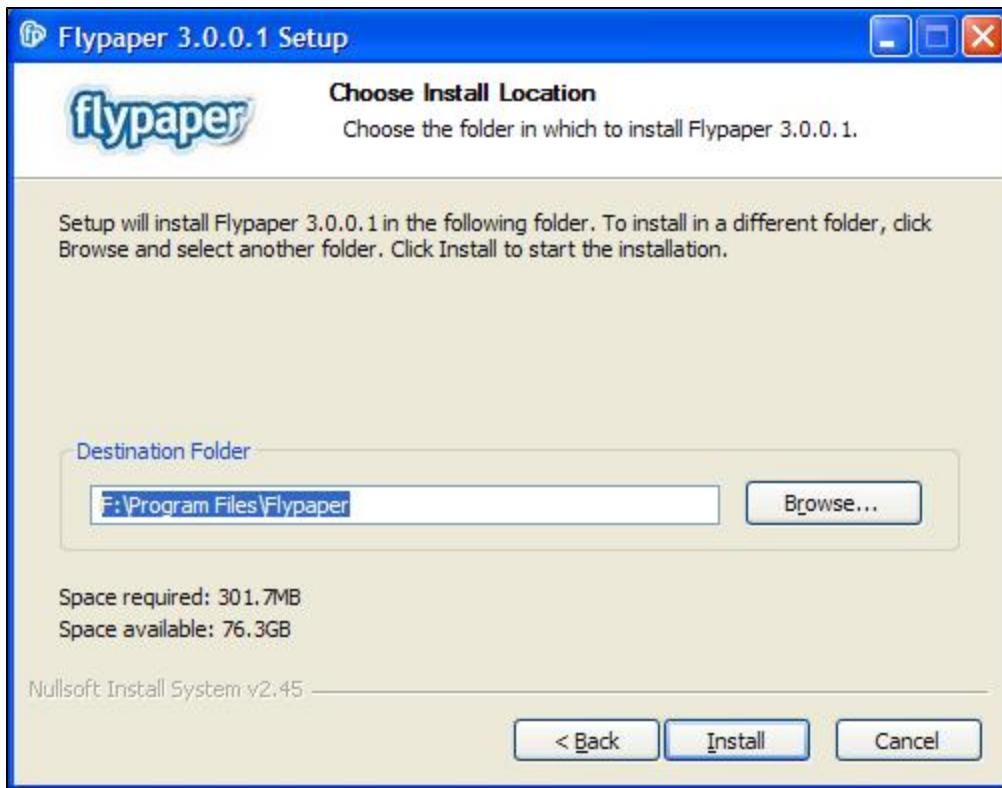 Flypaper 3.0.0.1 Setup
flypaper
Choose Install Location
Choose the folder in which to install Flypaper 3.0.0.1.
Setup will install Flypaper 3.0.0.1 in the following folder. To install in a different folder, click
Browse and select another folder. Click Install to start the installation.
Destination Folder
F:\Program Files\Flypaper
Browse...
Space required: 301.7MB
Space available: 76.3GB
Nullsoft Install System v2.45
< Back
Install
Cancel